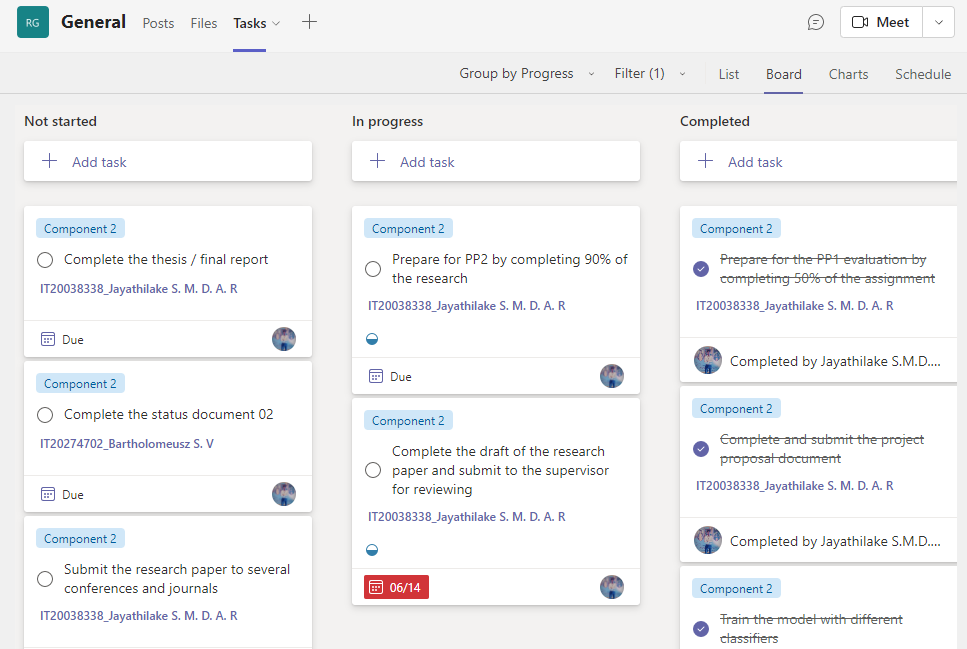 RG
General
Posts
Files
Tasks
Meet
Group by Progress
Filter (1)
List
Board
Charts
Schedule
Not started
Add task
Component 2
Complete the thesis / final report
IT20038338_Jayathilake S. M. D. A. R
Due
Component 2
Complete the status document 02
IT20274702_Bartholomeusz S. V
Due
Component 2
Submit the research paper to several
conferences and journals
IT20038338_Jayathilake S. M. D. A. R
In progress
Add task
Component 2
Prepare for PP2 by completing 90% of
the research
IT20038338_Jayathilake S. M. D. A. R
Due
Component 2
Complete the draft of the research
paper and submit to the supervisor
for reviewing
IT20038338_Jayathilake S. M. D. A. R
06/14
Completed
Add task
Component 2
Prepare for the PP1 evaluation by
completing 50% of the assignment
IT20038338_Jayathilake S. M. D. A. R
Completed by Jayathilake S.M.D....
Component 2
Complete and submit the project
proposal document
IT20038338_Jayathilake S. M. D. A. R
Completed by Jayathilake S.M.D....
Component 2
Train the model with different
classifiers